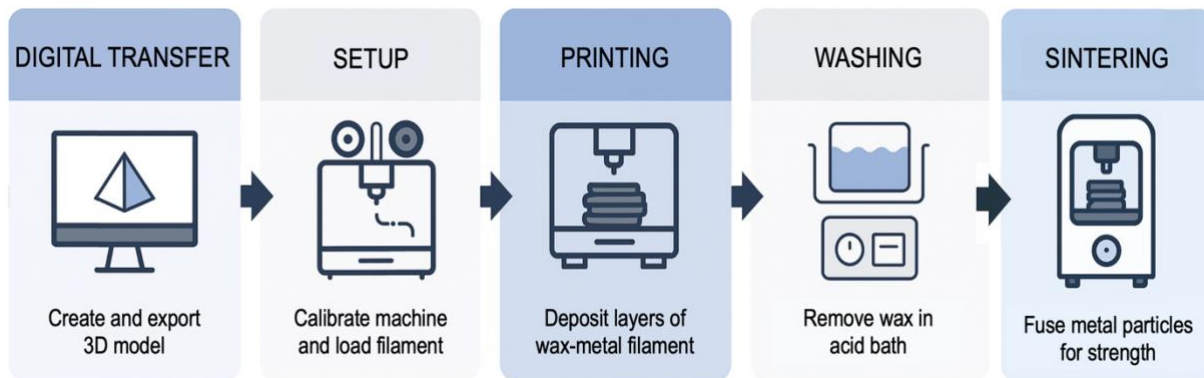 DIGITAL TRANSFER
Create and export
3D model
SETUP
Calibrate machine
and load filament
PRINTING
Deposit layers of
wax-metal filament
WASHING
Remove wax in
acid bath
SINTERING
Fuse metal particles
for strength